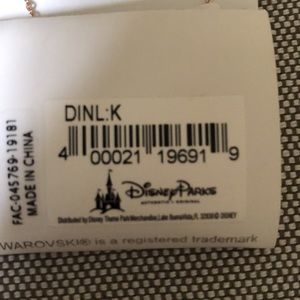 DINL:K
4 00021 19691 9
FAC-045769-19181
MADE IN CHINA
Disney Parks
AUTHENTIC • ORIGINAL
Distributed by Disney Theme Park Merchandise, Lake Buena Vista, FL 32830 © DISNEY
WAROVSKI® is a registered trademark